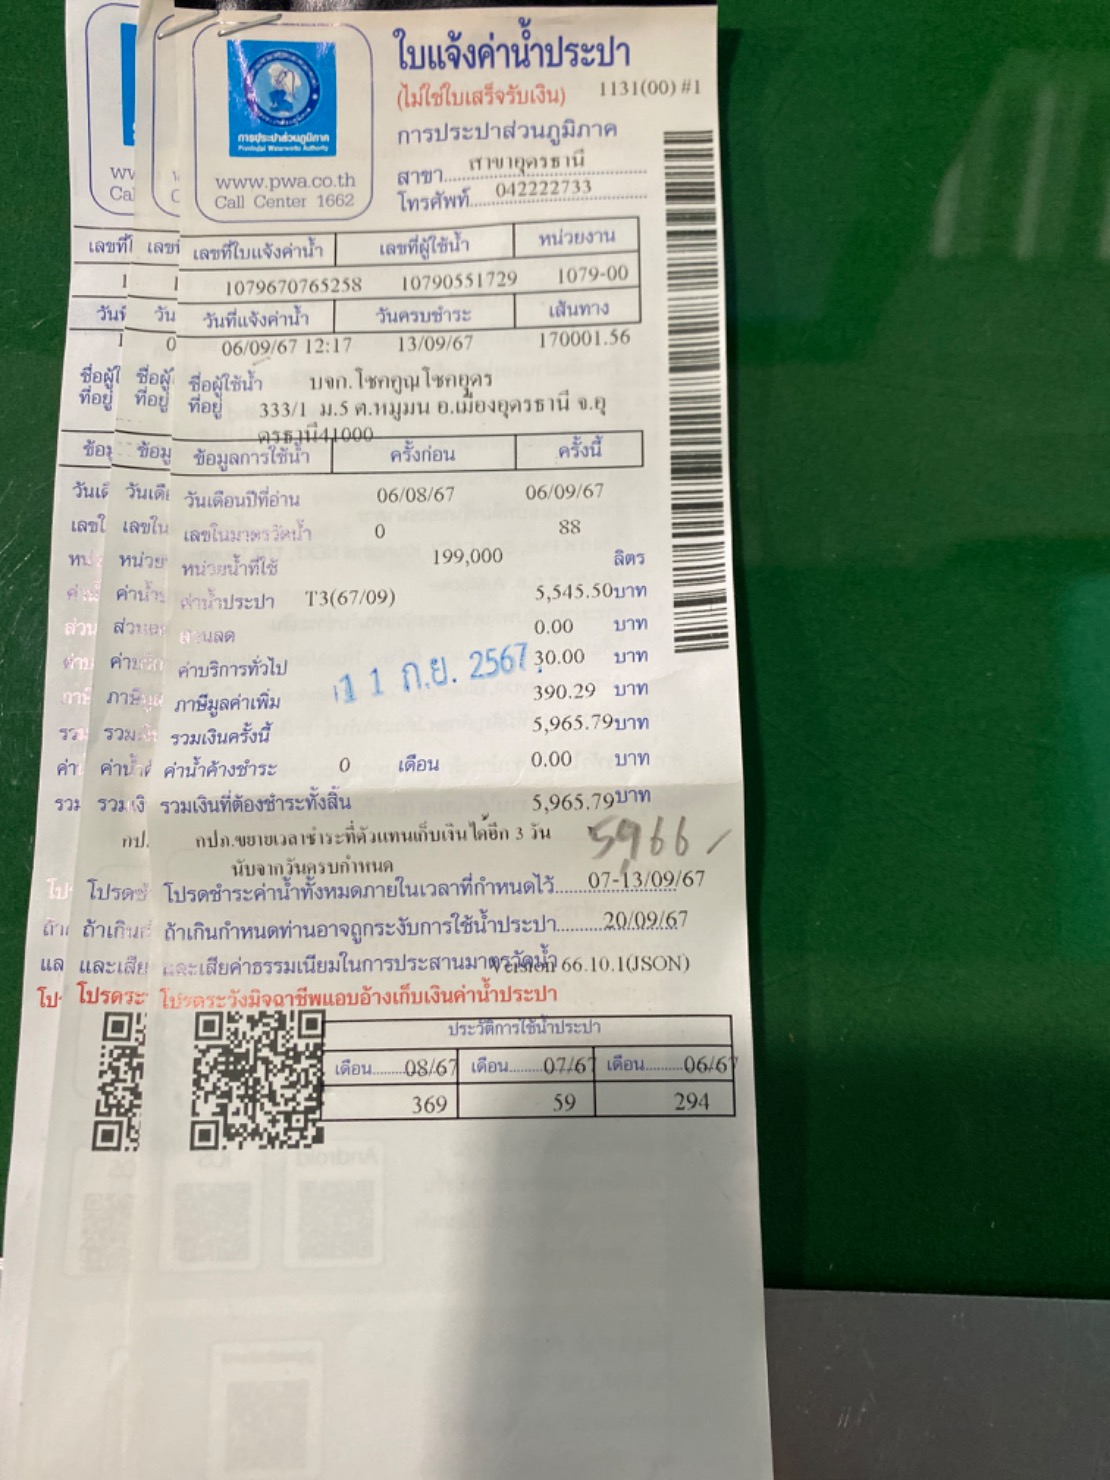 ใบแจ้งค่าน้ำประปา
(ไม่ใช่ใบเสร็จรับเงิน) 1131(00) #1
การประปาส่วนภูมิภาค
การประปาส่วนภูมิภาค
Provincial Waterworks Authority
www.pwa.co.th
Call Center 1662
สาขา สาขาอุดรธานี
โทรศัพท์ 042222733
เลขที่ใบแจ้งค่าน้ำ เลขที่ผู้ใช้น้ำ หน่วยงาน
1079670765258 10790551729 1079-00
วันที่แจ้งค่าน้ำ วันครบชำระ เส้นทาง
06/09/67 12:17 13/09/67 170001.56
ชื่อผู้ใช้น้ำ บจก.โชคคูณโชคยุดร
ที่อยู่ 333/1 ม.5 ต.หมูมน อ.เมืองอุดรธานี จ.อุ
ดรธานี41000
ข้อมูลการใช้น้ำ ครั้งก่อน ครั้งนี้
วันเดือนปีที่อ่าน 06/08/67 06/09/67
เลขในมาตรวัดน้ำ 0 88
หน่วยน้ำที่ใช้ 199,000 ลิตร
ค่าน้ำประปา T3(67/09) 5,545.50บาท
ส่วนลด 0.00 บาท
ค่าบริการทั่วไป 30.00 บาท
11 ก.ย. 2567
ภาษีมูลค่าเพิ่ม 390.29 บาท
รวมเงินครั้งนี้ 5,965.79บาท
ค่าน้ำค้างชำระ 0 เดือน 0.00 บาท
รวมเงินที่ต้องชำระทั้งสิ้น 5,965.79บาท
5966
กปภ.ขยายเวลาชำระที่ตัวแทนเก็บเงินได้อีก 3 วัน
นับจากวันครบกำหนด
โปรดชำระค่าน้ำทั้งหมดภายในเวลาที่กำหนดไว้ 07-13/09/67
ถ้าเกินกำหนดท่านอาจถูกระงับการใช้น้ำประปา 20/09/67
และเสียค่าธรรมเนียมในการประสานมาตรวัดน้ำ Version 66.10.1(JSON)
โปรดระวังมิจฉาชีพแอบอ้างเก็บเงินค่าน้ำประปา
ประวัติการใช้น้ำประปา
เดือน 08/67 เดือน 07/67 เดือน 06/67
369 59 294